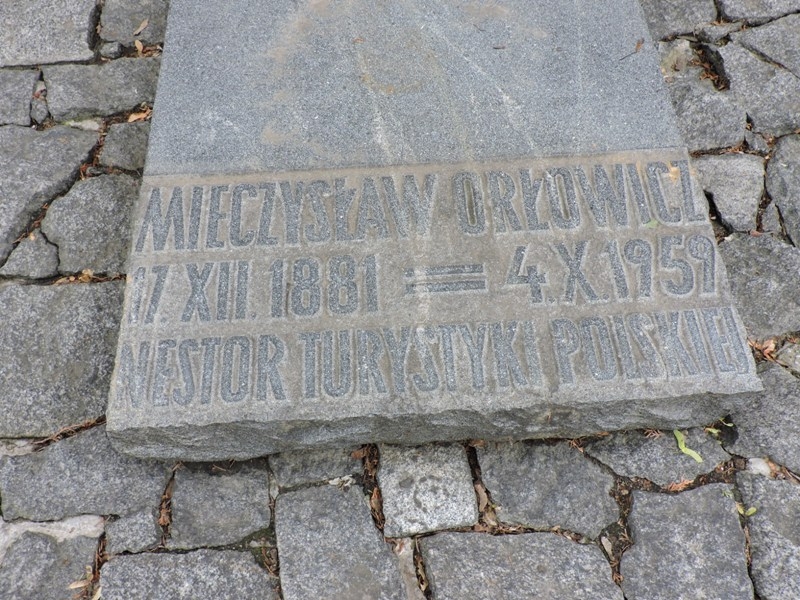 MIECZYSŁAW ORŁOWICZ
17 XII. 1881 = 4.X.1959
NESTOR TURYSTYKI POLSKIEJ